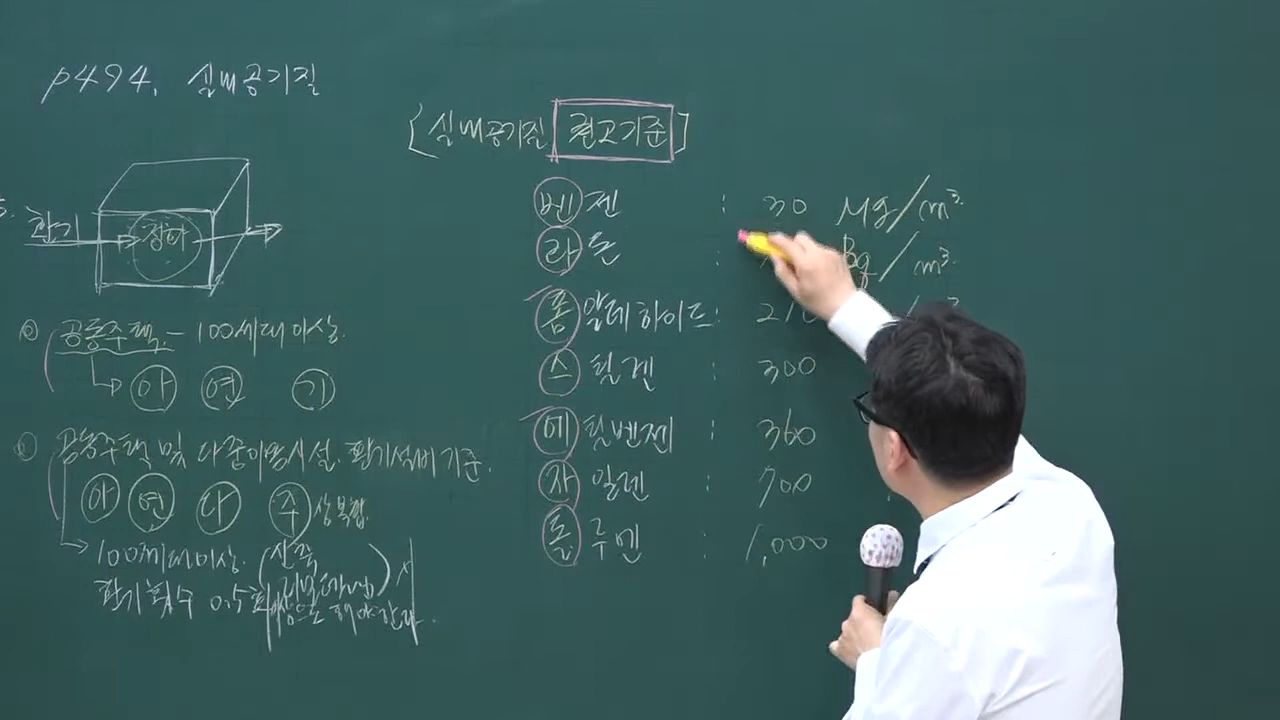 p494. 실내공기질
[실내공기질 권고기준]
환기
정화
공동주택 - 100세대 이상.
아 연 기
공동주택 및 다중이용시설. 환기설비기준.
아 연 다 주 상복합.
100세대이상. (신축
환기횟수 0.5회
이상으로 해야한다.
벤젠 : 30 Mg/m³
라돈 : Bq/m³
폼알데하이드 : 210
스틸렌 : 300
에틸벤젠 : 360
자일렌 : 700
톨루엔 : 1,000